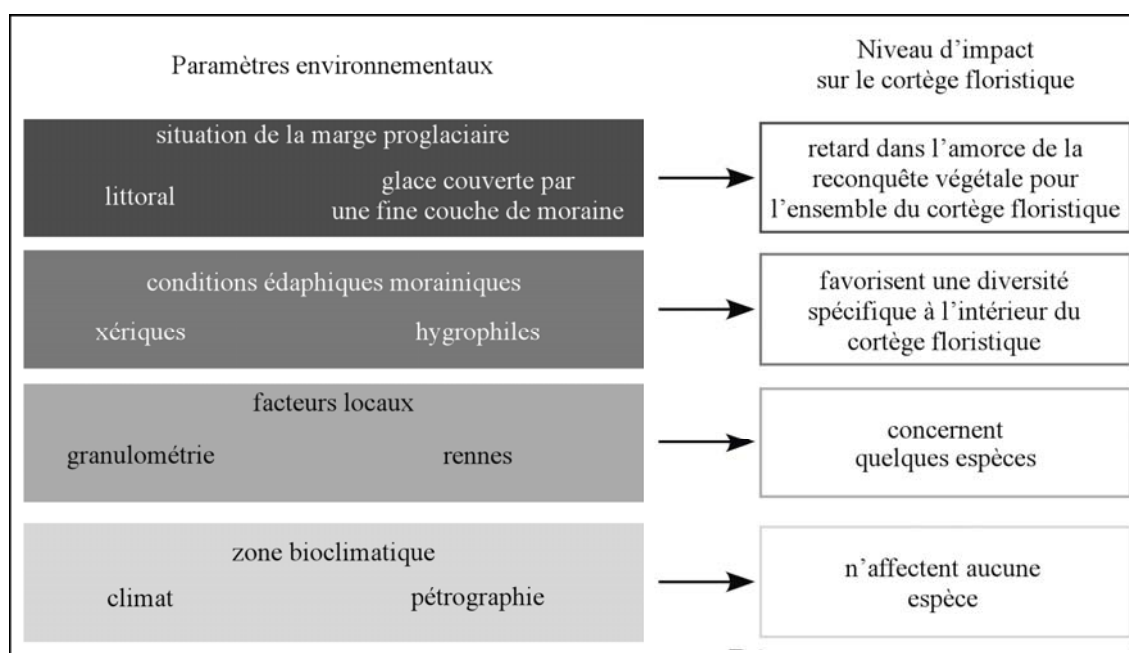 Paramètres environnementaux
Niveau d'impact
sur le cortège floristique
situation de la marge proglaciaire
littoral
glace couverte par
une fine couche de moraine
retard dans l'amorce de la
reconquête végétale pour
l'ensemble du cortège floristique
conditions édaphiques morainiques
xériques
hygrophiles
favorisent une diversité
spécifique à l'intérieur du
cortège floristique
facteurs locaux
granulométrie
rennes
concernent
quelques espèces
zone bioclimatique
climat
pétrographie
n'affectent aucune
espèce